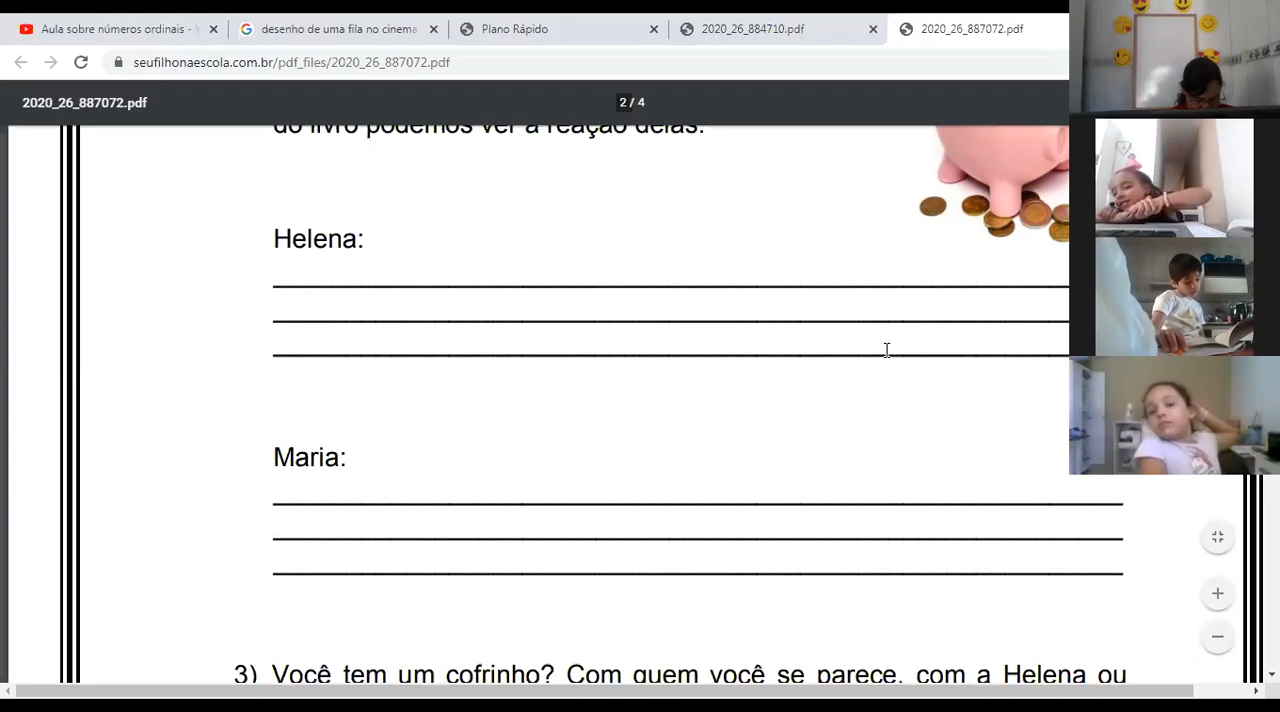 Aula sobre números ordinais - Y
desenho de uma fila no cinema
Plano Rápido
2020_26_884710.pdf
2020_26_887072.pdf
seufilhonaescola.com.br/pdf_files/2020_26_887072.pdf
2020_26_887072.pdf
2 / 4
do livro podemos ver a reação delas.
Helena:
Maria:
3) Você tem um cofrinho? Com quem você se parece, com a Helena ou